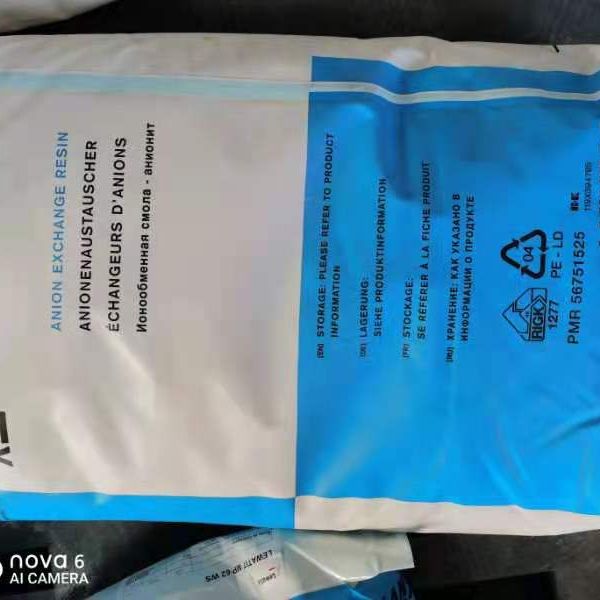 ANION EXCHANGE RESIN
ANIONENAUSTAUSCHER
ÉCHANGEURS D'ANIONS
Ионообменная смола - анионит
(EN) STORAGE: PLEASE REFER TO PRODUCT
INFORMATION
(DE) LAGERUNG:
SIEHE PRODUKTINFORMATION
(FR) STOCKAGE:
SE RÉFÉRER À LA FICHE PRODUIT
(RU) ХРАНЕНИЕ: КАК УКАЗАНО В
ИНФОРМАЦИИ О ПРОДУКТЕ
04
PE - LD
RIGK
1277
PMR 56751525
LEWATIT MP 62 WS
nova 6
AI CAMERA